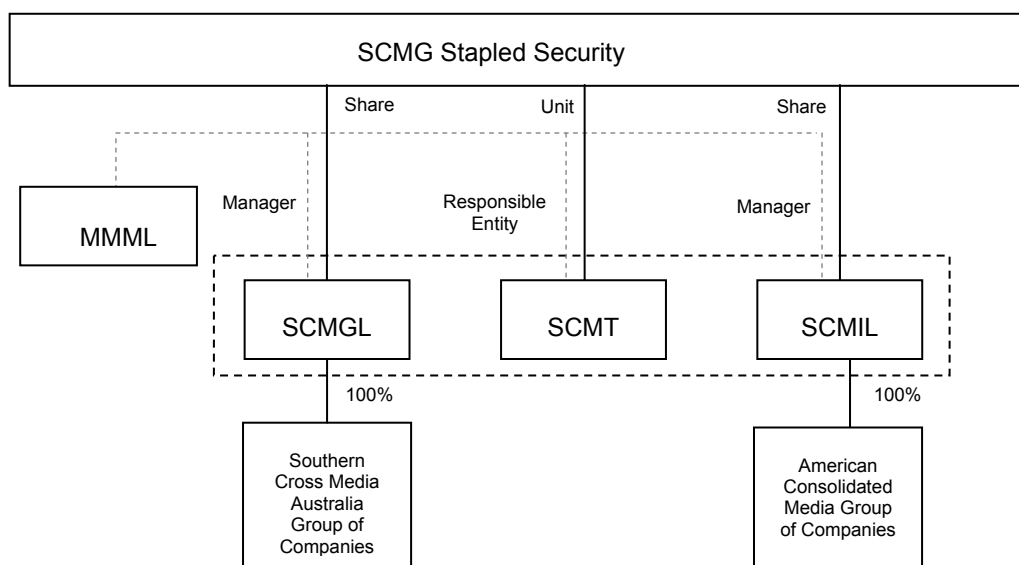 SCMG Stapled Security
Share
Unit
Share
MMML
Manager
Responsible
Entity
Manager
SCMGL
SCMT
SCMIL
100%
100%
Southern
Cross Media
Australia
Group of
Companies
American
Consolidated
Media Group
of Companies